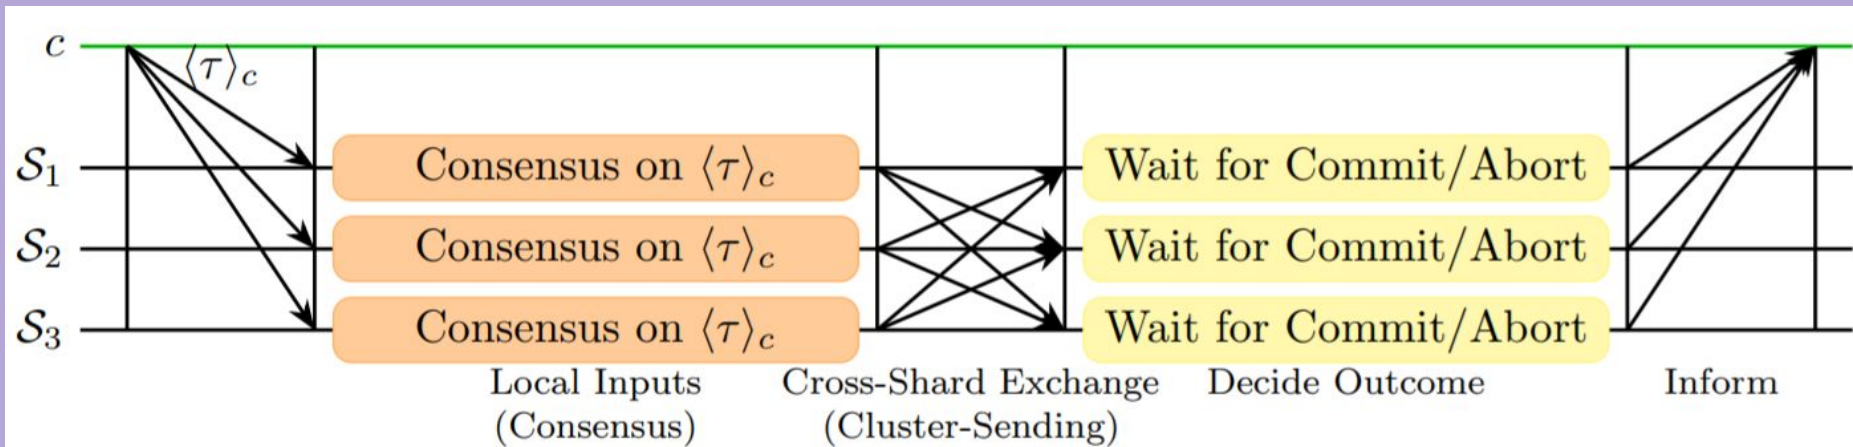 c
⟨τ⟩c
S1 Consensus on ⟨τ⟩c Wait for Commit/Abort
S2 Consensus on ⟨τ⟩c Wait for Commit/Abort
S3 Consensus on ⟨τ⟩c Wait for Commit/Abort
Local Inputs Cross-Shard Exchange Decide Outcome Inform
(Consensus) (Cluster-Sending)